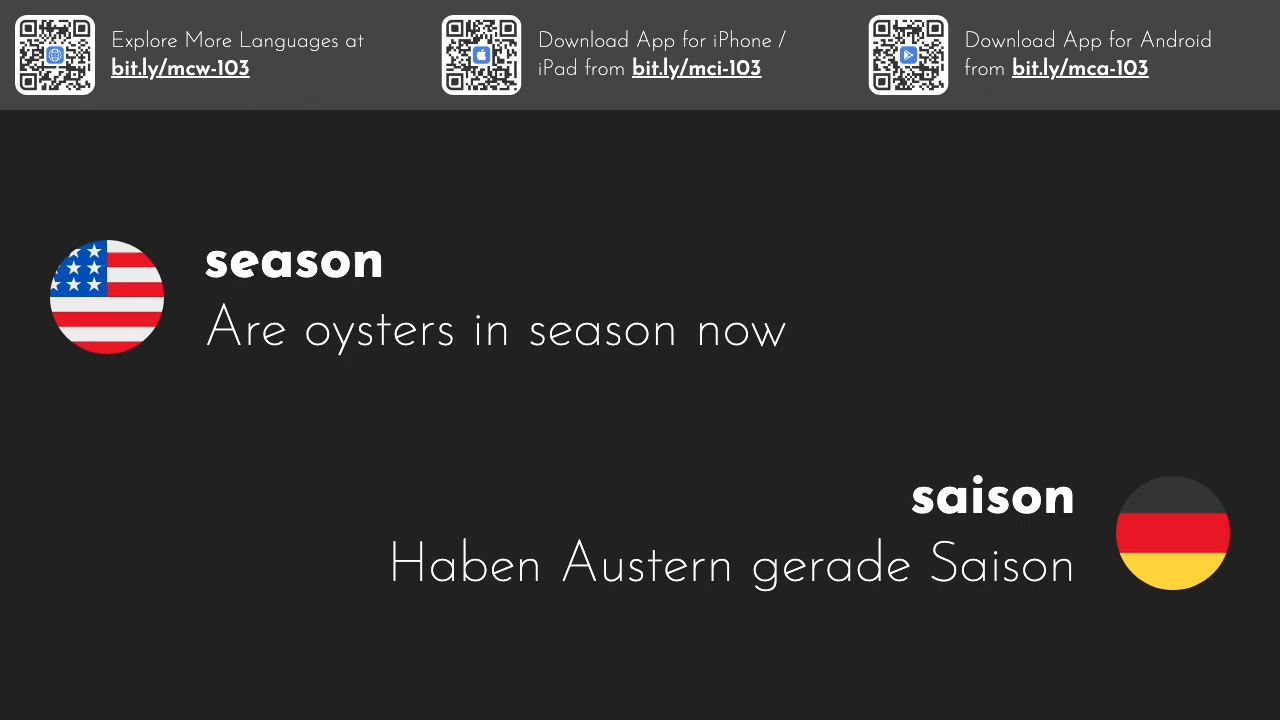 Explore More Languages at
bit.ly/mcw-103
Download App for iPhone /
iPad from bit.ly/mci-103
Download App for Android
from bit.ly/mca-103
season
Are oysters in season now
saison
Haben Austern gerade Saison